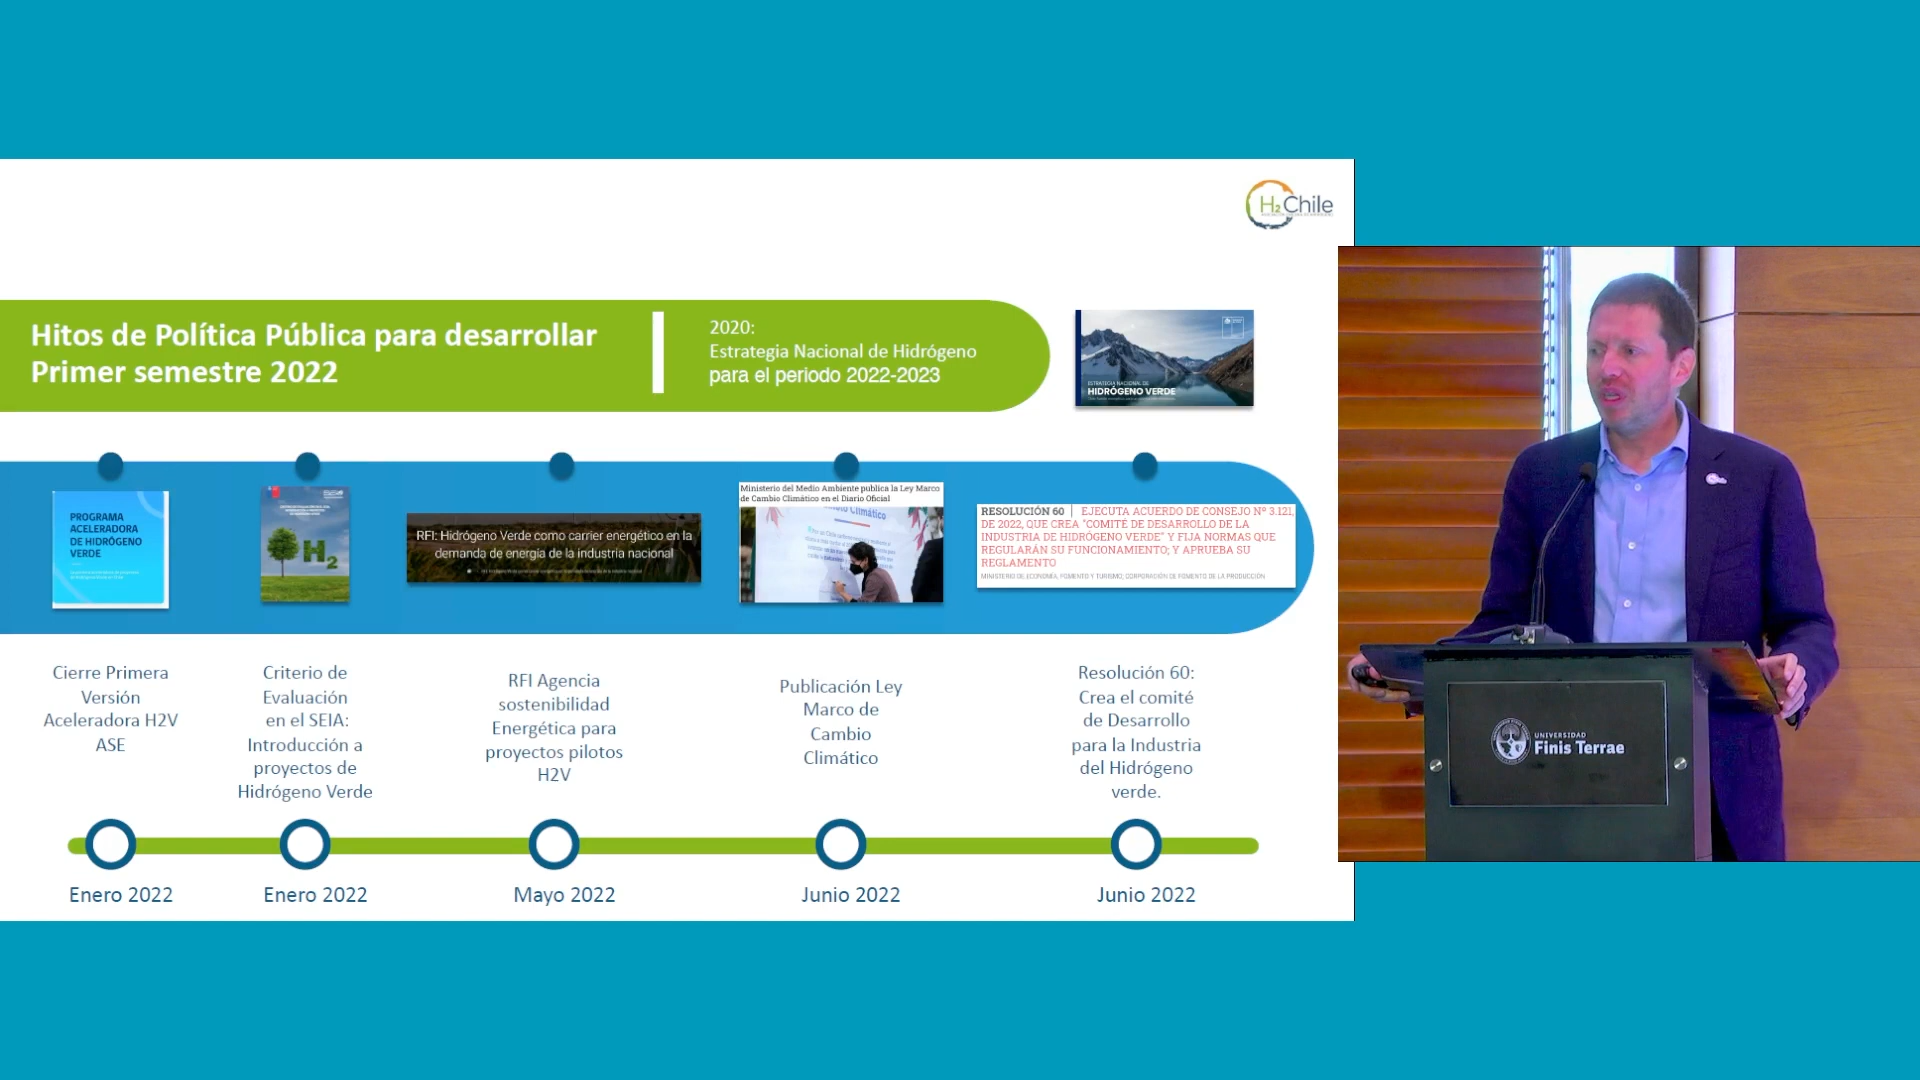 H2Chile
Hitos de Política Pública para desarrollar
Primer semestre 2022
2020:
Estrategia Nacional de Hidrógeno
para el periodo 2022-2023
ESTRATEGIA NACIONAL DE
HIDRÓGENO VERDE
PROGRAMA
ACELERADORA
DE HIDRÓGENO
VERDE
H2
RFI: Hidrógeno Verde como carrier energético en la
demanda de energía de la industria nacional
Ministerio del Medio Ambiente publica la Ley Marco
de Cambio Climático en el Diario Oficial
Climático
RESOLUCIÓN 60 | EJECUTA ACUERDO DE CONSEJO Nº 3.121,
DE 2022, QUE CREA "COMITÉ DE DESARROLLO DE LA
INDUSTRIA DE HIDRÓGENO VERDE" Y FIJA NORMAS QUE
REGULARÁN SU FUNCIONAMIENTO; Y APRUEBA SU
REGLAMENTO
MINISTERIO DE ECONOMÍA, FOMENTO Y TURISMO; CORPORACIÓN DE FOMENTO DE LA PRODUCCIÓN
Cierre Primera
Versión
Aceleradora H2V
ASE
Criterio de
Evaluación
en el SEIA:
Introducción a
proyectos de
Hidrógeno Verde
RFI Agencia
sostenibilidad
Energética para
proyectos pilotos
H2V
Publicación Ley
Marco de
Cambio
Climático
Resolución 60:
Crea el comité
de Desarrollo
para la Industria
del Hidrógeno
verde.
Enero 2022
Enero 2022
Mayo 2022
Junio 2022
Junio 2022
UNIVERSIDAD
Finis Terrae